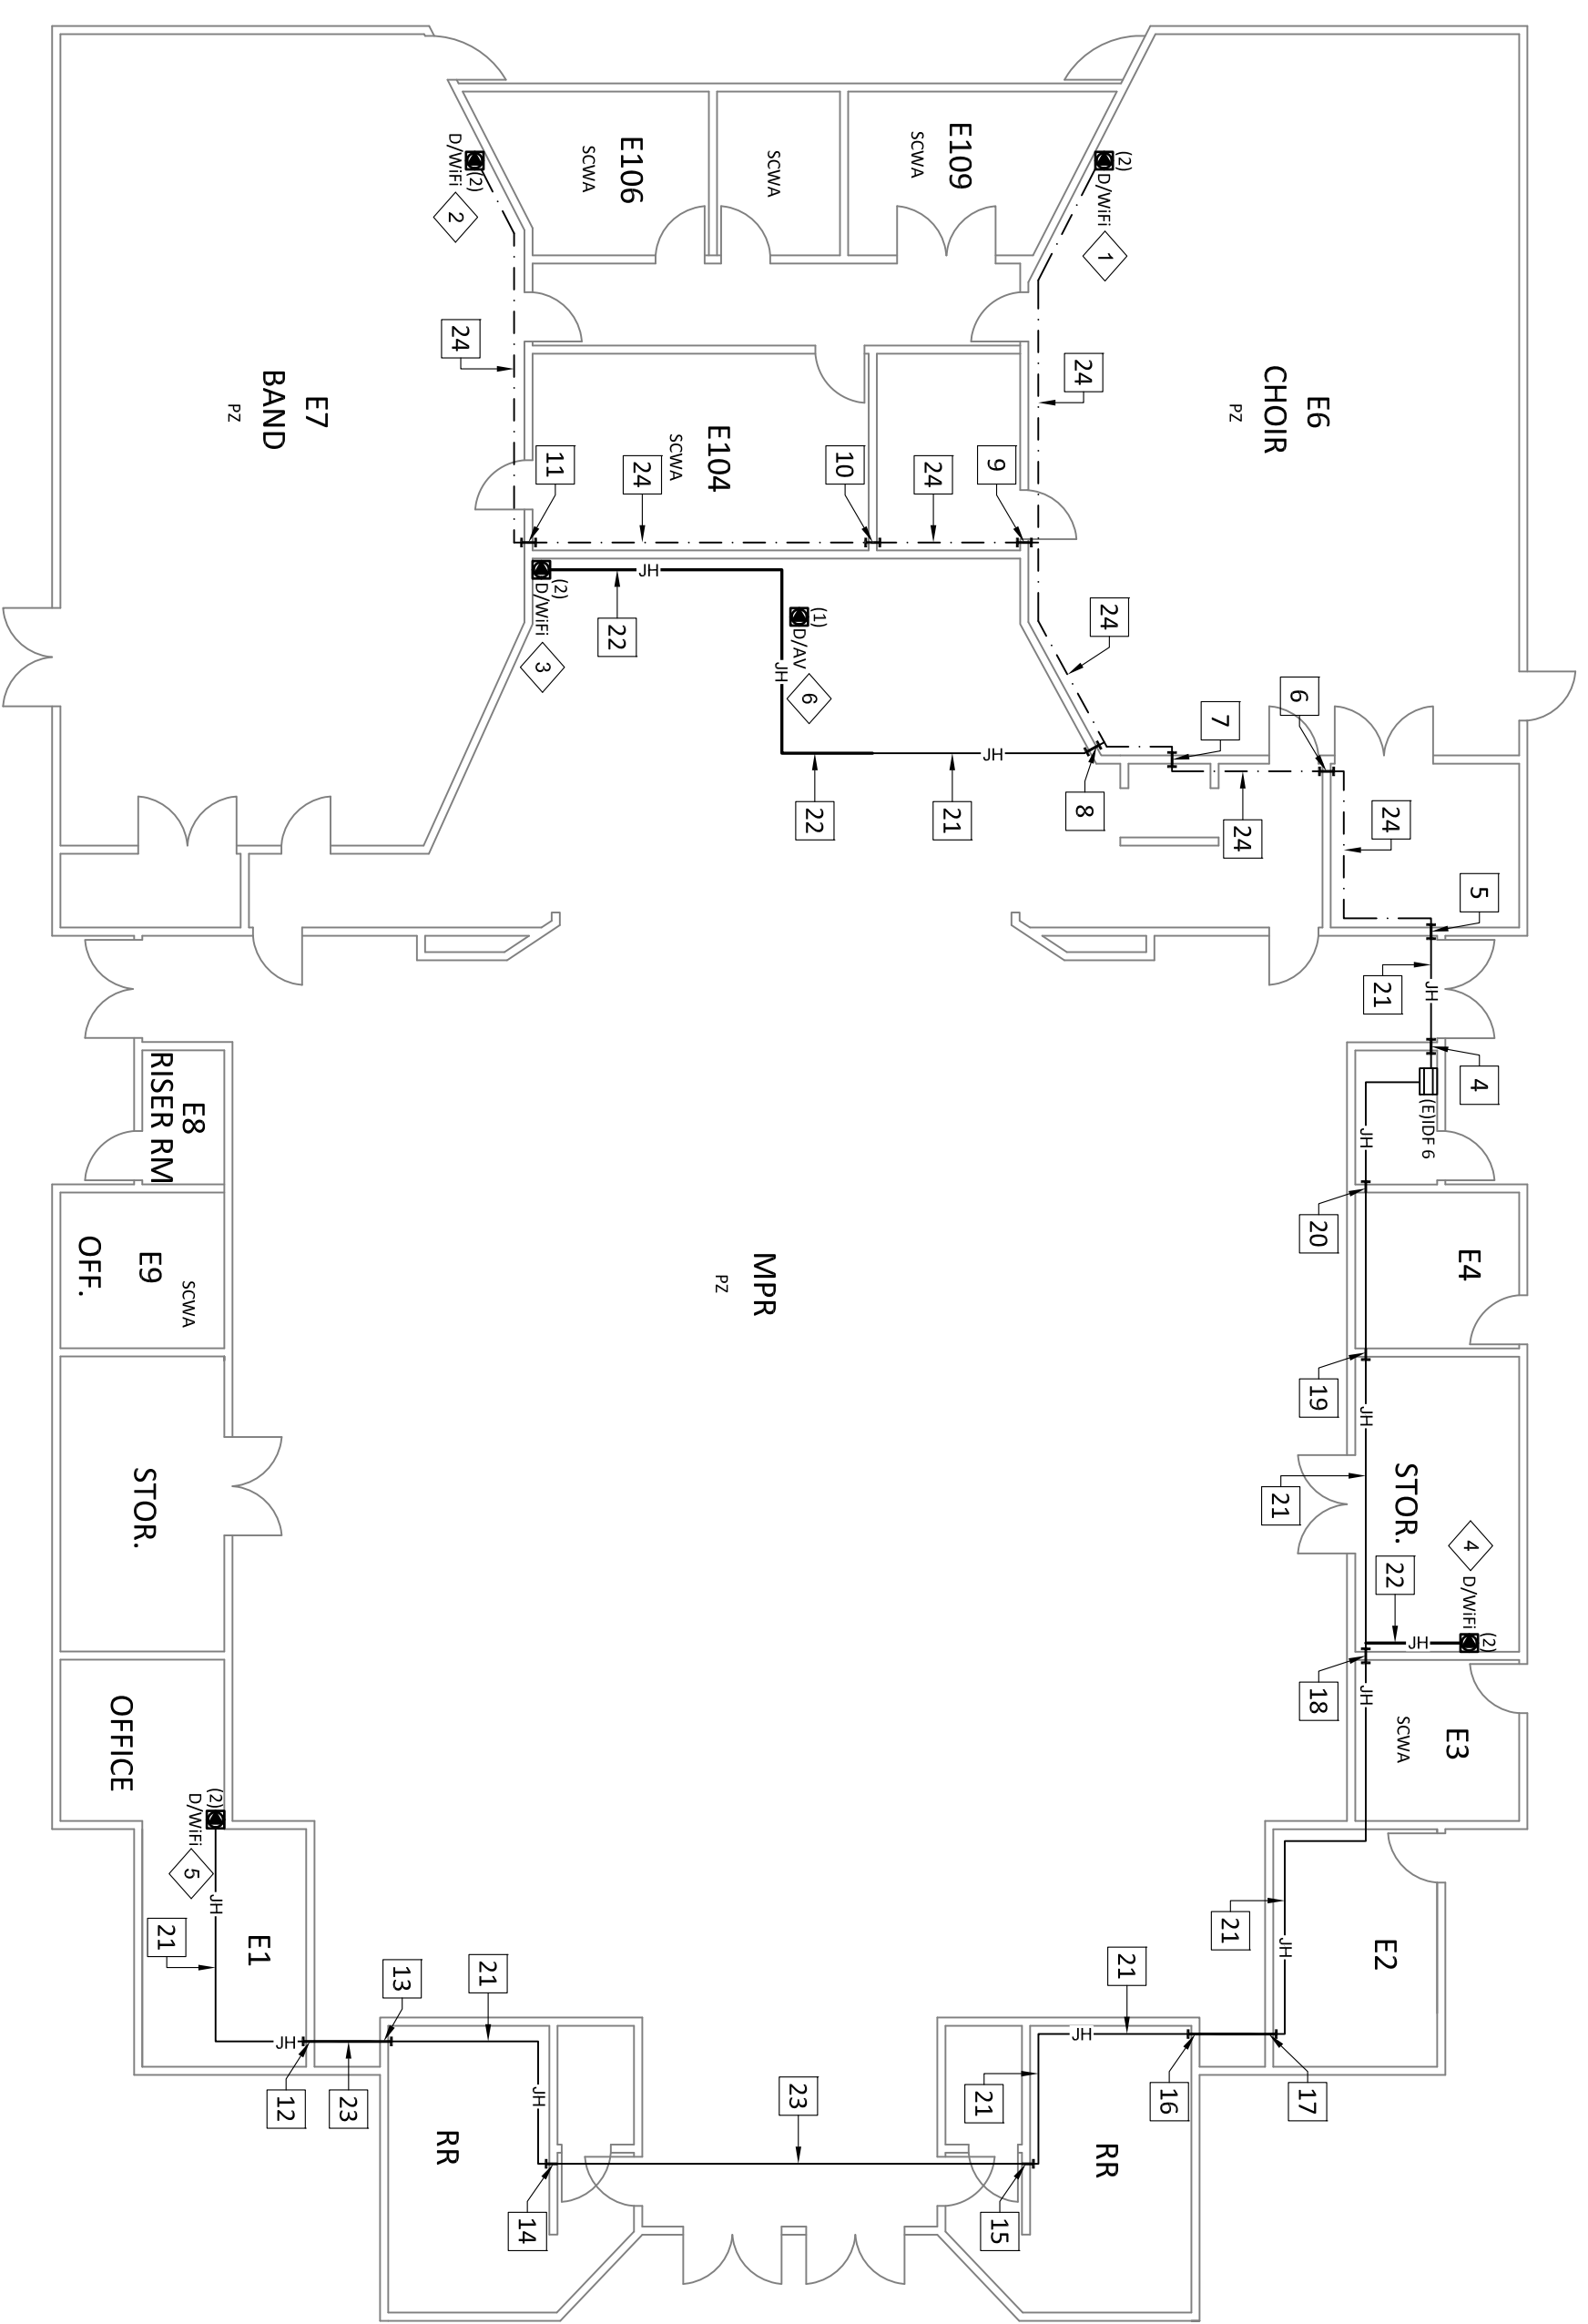 5
4
E4
4
D/WiFi
(2)
E3
SCWA
(E)IDF 6
STOR.
22
24
21
E2
E6
CHOIR
PZ
6
20
19
18
17
21
21
24
7
16
(2)
D/WiFi
1
24
24
21
RR
8
9
15
21
E109
SCWA
24
21
10
(1)
D/AV
6
22
23
SCWA
MPR
PZ
E104
SCWA
24
22
E106
SCWA
11
(2)
D/WiFi
3
14
24
21
(2)
D/WiFi
2
RR
13
23
12
E7
BAND
PZ
E1
(2)
D/WiFi
5
21
E8
RISER RM
SCWA
E9
OFF.
STOR.
OFFICE
JH
JH
JH
JH
JH
JH
JH
JH
JH
JH
JH
JH
JH
JH